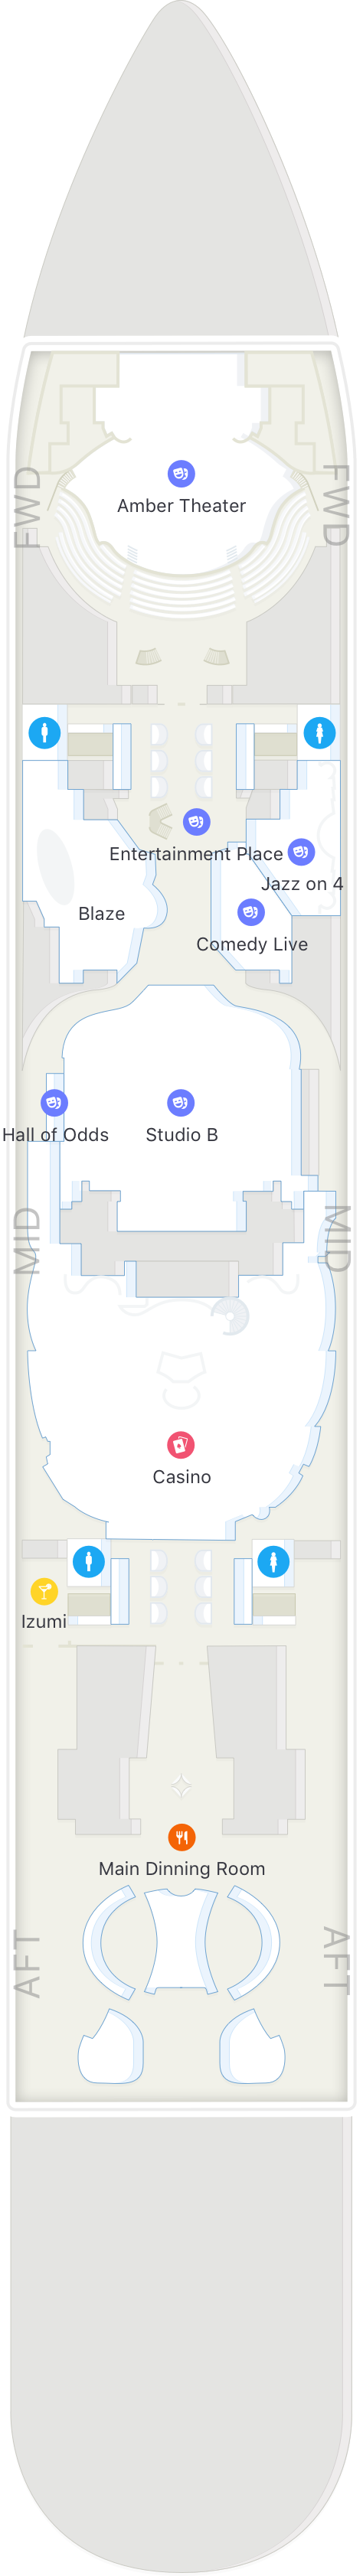 FWD
FWD
Amber Theater
Entertainment Place
Jazz on 4
Blaze
Comedy Live
Hall of Odds
Studio B
MID
MID
Casino
Izumi
Main Dinning Room
AFT
AFT